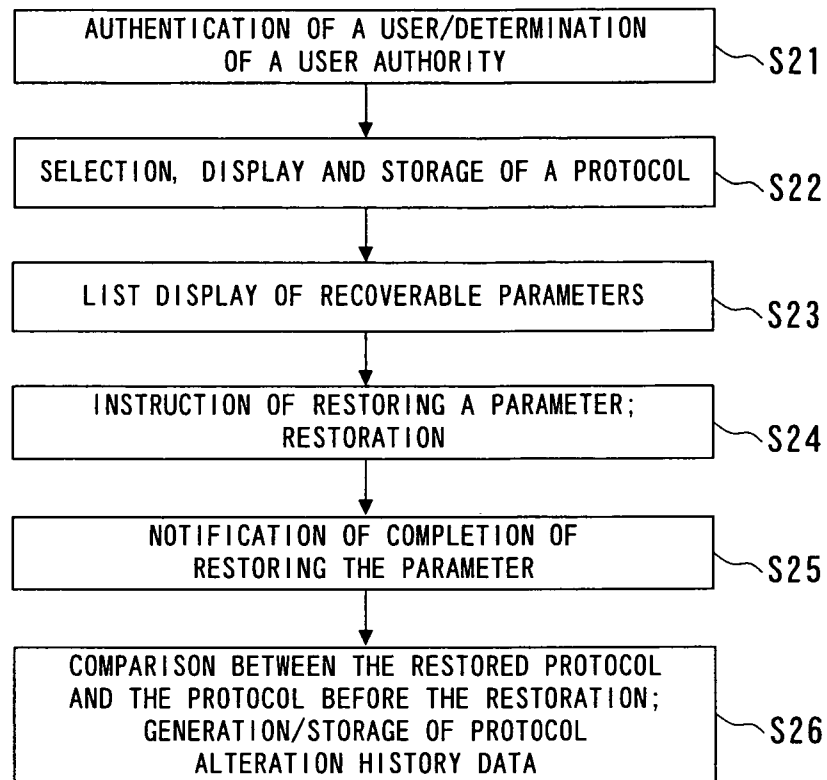 AUTHENTICATION OF A USER/DETERMINATION
OF A USER AUTHORITY
S21
SELECTION, DISPLAY AND STORAGE OF A PROTOCOL
S22
LIST DISPLAY OF RECOVERABLE PARAMETERS
S23
INSTRUCTION OF RESTORING A PARAMETER;
RESTORATION
S24
NOTIFICATION OF COMPLETION OF
RESTORING THE PARAMETER
S25
COMPARISON BETWEEN THE RESTORED PROTOCOL
AND THE PROTOCOL BEFORE THE RESTORATION;
GENERATION/STORAGE OF PROTOCOL
ALTERATION HISTORY DATA
S26